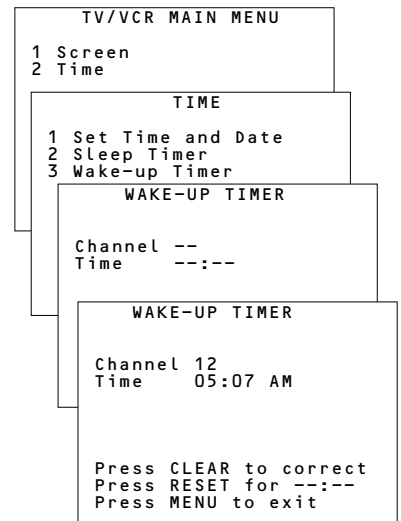 TV/VCR MAIN MENU
1 Screen
2 Time
TIME
1 Set Time and Date
2 Sleep Timer
3 Wake-up Timer
WAKE-UP TIMER
Channel --
Time --:--
WAKE-UP TIMER
Channel 12
Time 05:07 AM
Press CLEAR to correct
Press RESET for --:--
Press MENU to exit